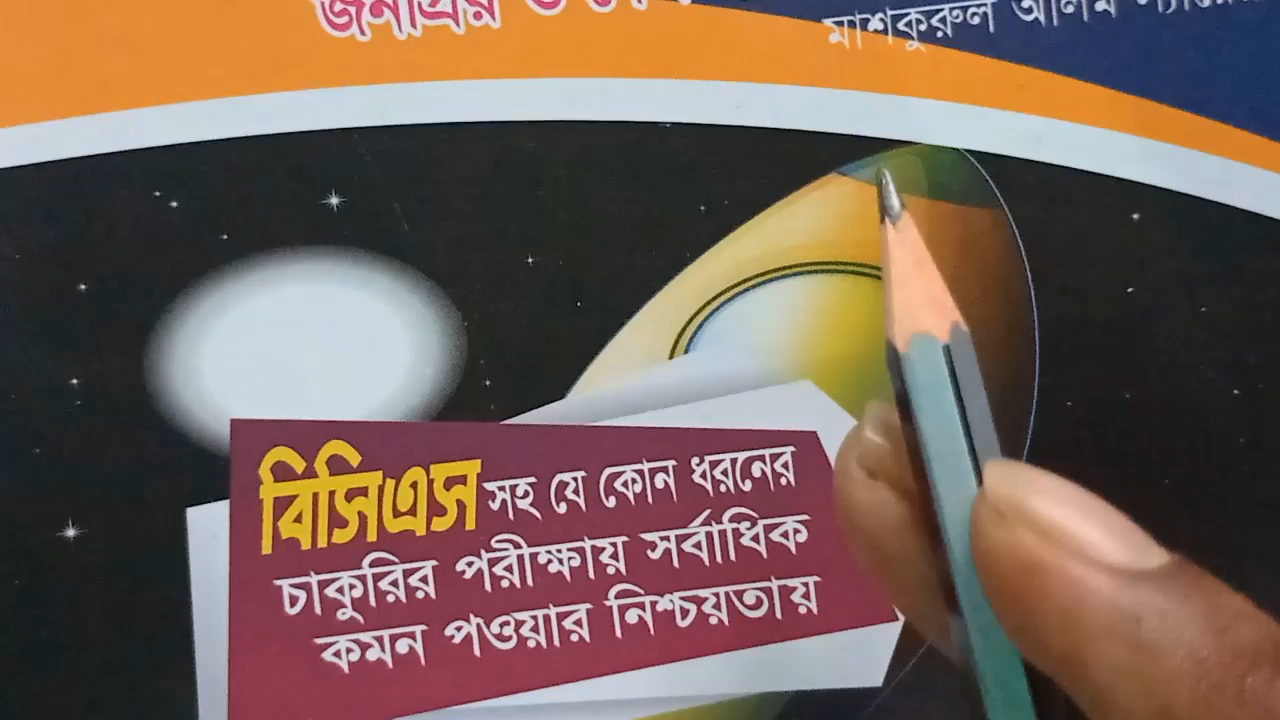 মাশকুরুল আলম
বিসিএস সহ যে কোন ধরনের
চাকুরির পরীক্ষায় সর্বাধিক
কমন পওয়ার নিশ্চয়তায়